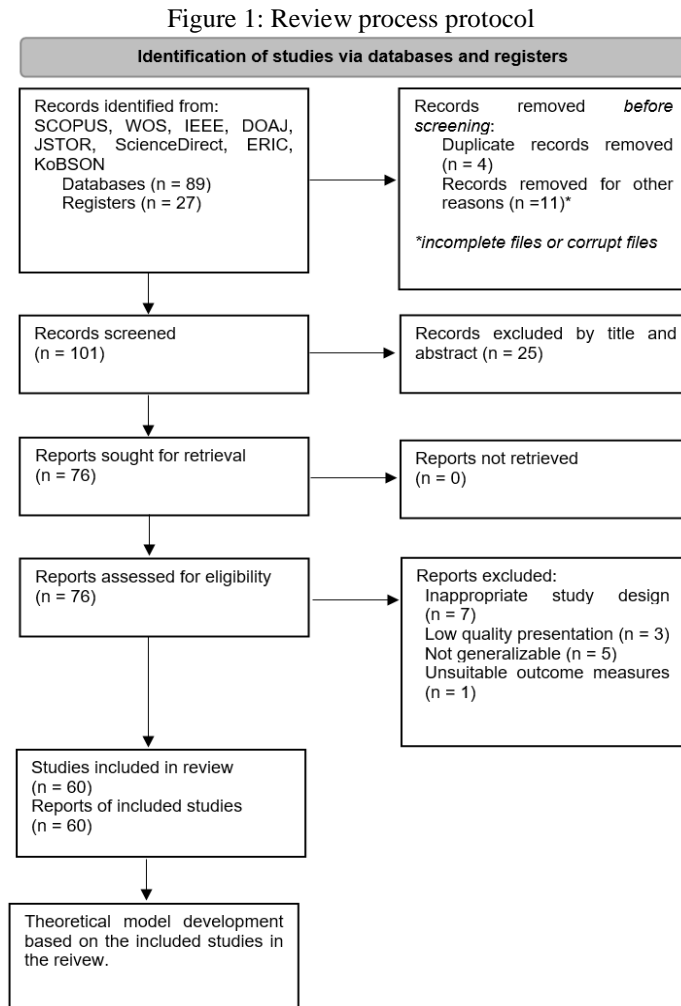 Figure 1: Review process protocol
Identification of studies via databases and registers
Records identified from:
SCOPUS, WOS, IEEE, DOAJ,
JSTOR, ScienceDirect, ERIC,
KoBSON
Databases (n = 89)
Registers (n = 27)
Records removed before
screening:
Duplicate records removed
(n = 4)
Records removed for other
reasons (n =11)*
*incomplete files or corrupt files
Records screened
(n = 101)
Records excluded by title and
abstract (n = 25)
Reports sought for retrieval
(n = 76)
Reports not retrieved
(n = 0)
Reports assessed for eligibility
(n = 76)
Reports excluded:
Inappropriate study design
(n = 7)
Low quality presentation (n = 3)
Not generalizable (n = 5)
Unsuitable outcome measures
(n = 1)
Studies included in review
(n = 60)
Reports of included studies
(n = 60)
Theoretical model development
based on the included studies in
the reivew.